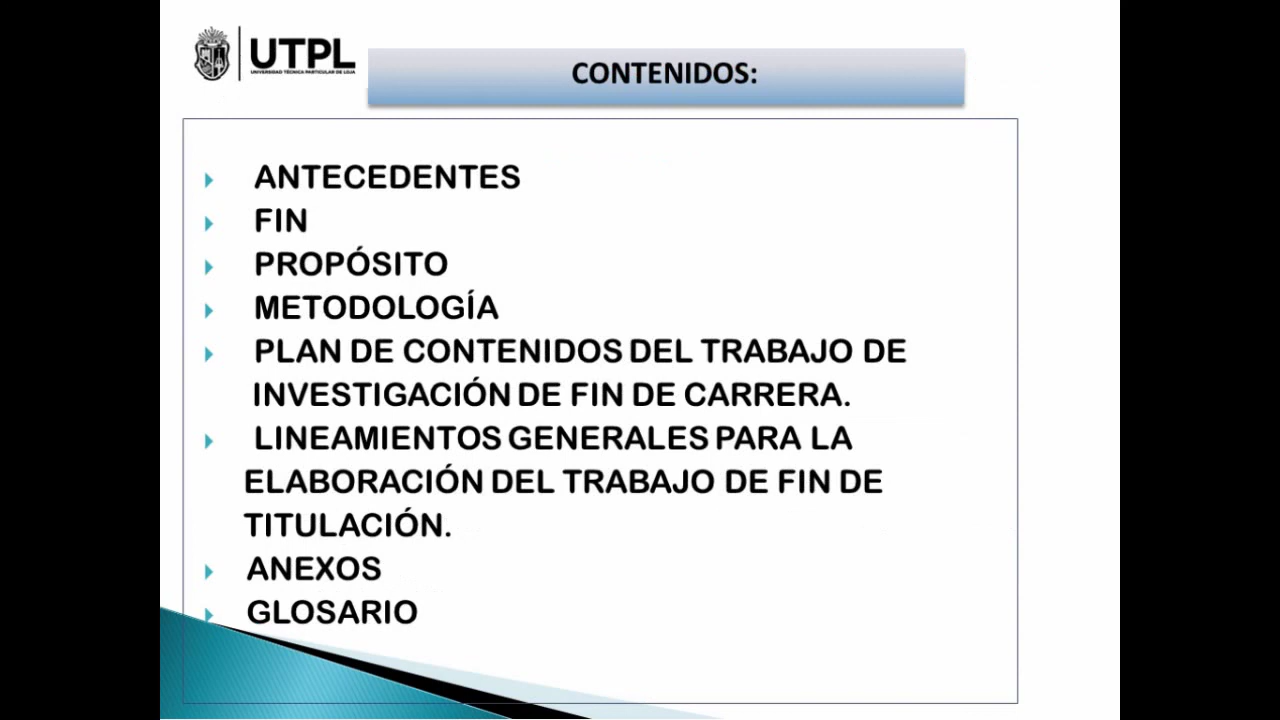 UTPL
UNIVERSIDAD TÉCNICA PARTICULAR DE LOJA
CONTENIDOS:
ANTECEDENTES
FIN
PROPÓSITO
METODOLOGÍA
PLAN DE CONTENIDOS DEL TRABAJO DE
INVESTIGACIÓN DE FIN DE CARRERA.
LINEAMIENTOS GENERALES PARA LA
ELABORACIÓN DEL TRABAJO DE FIN DE
TITULACIÓN.
ANEXOS
GLOSARIO